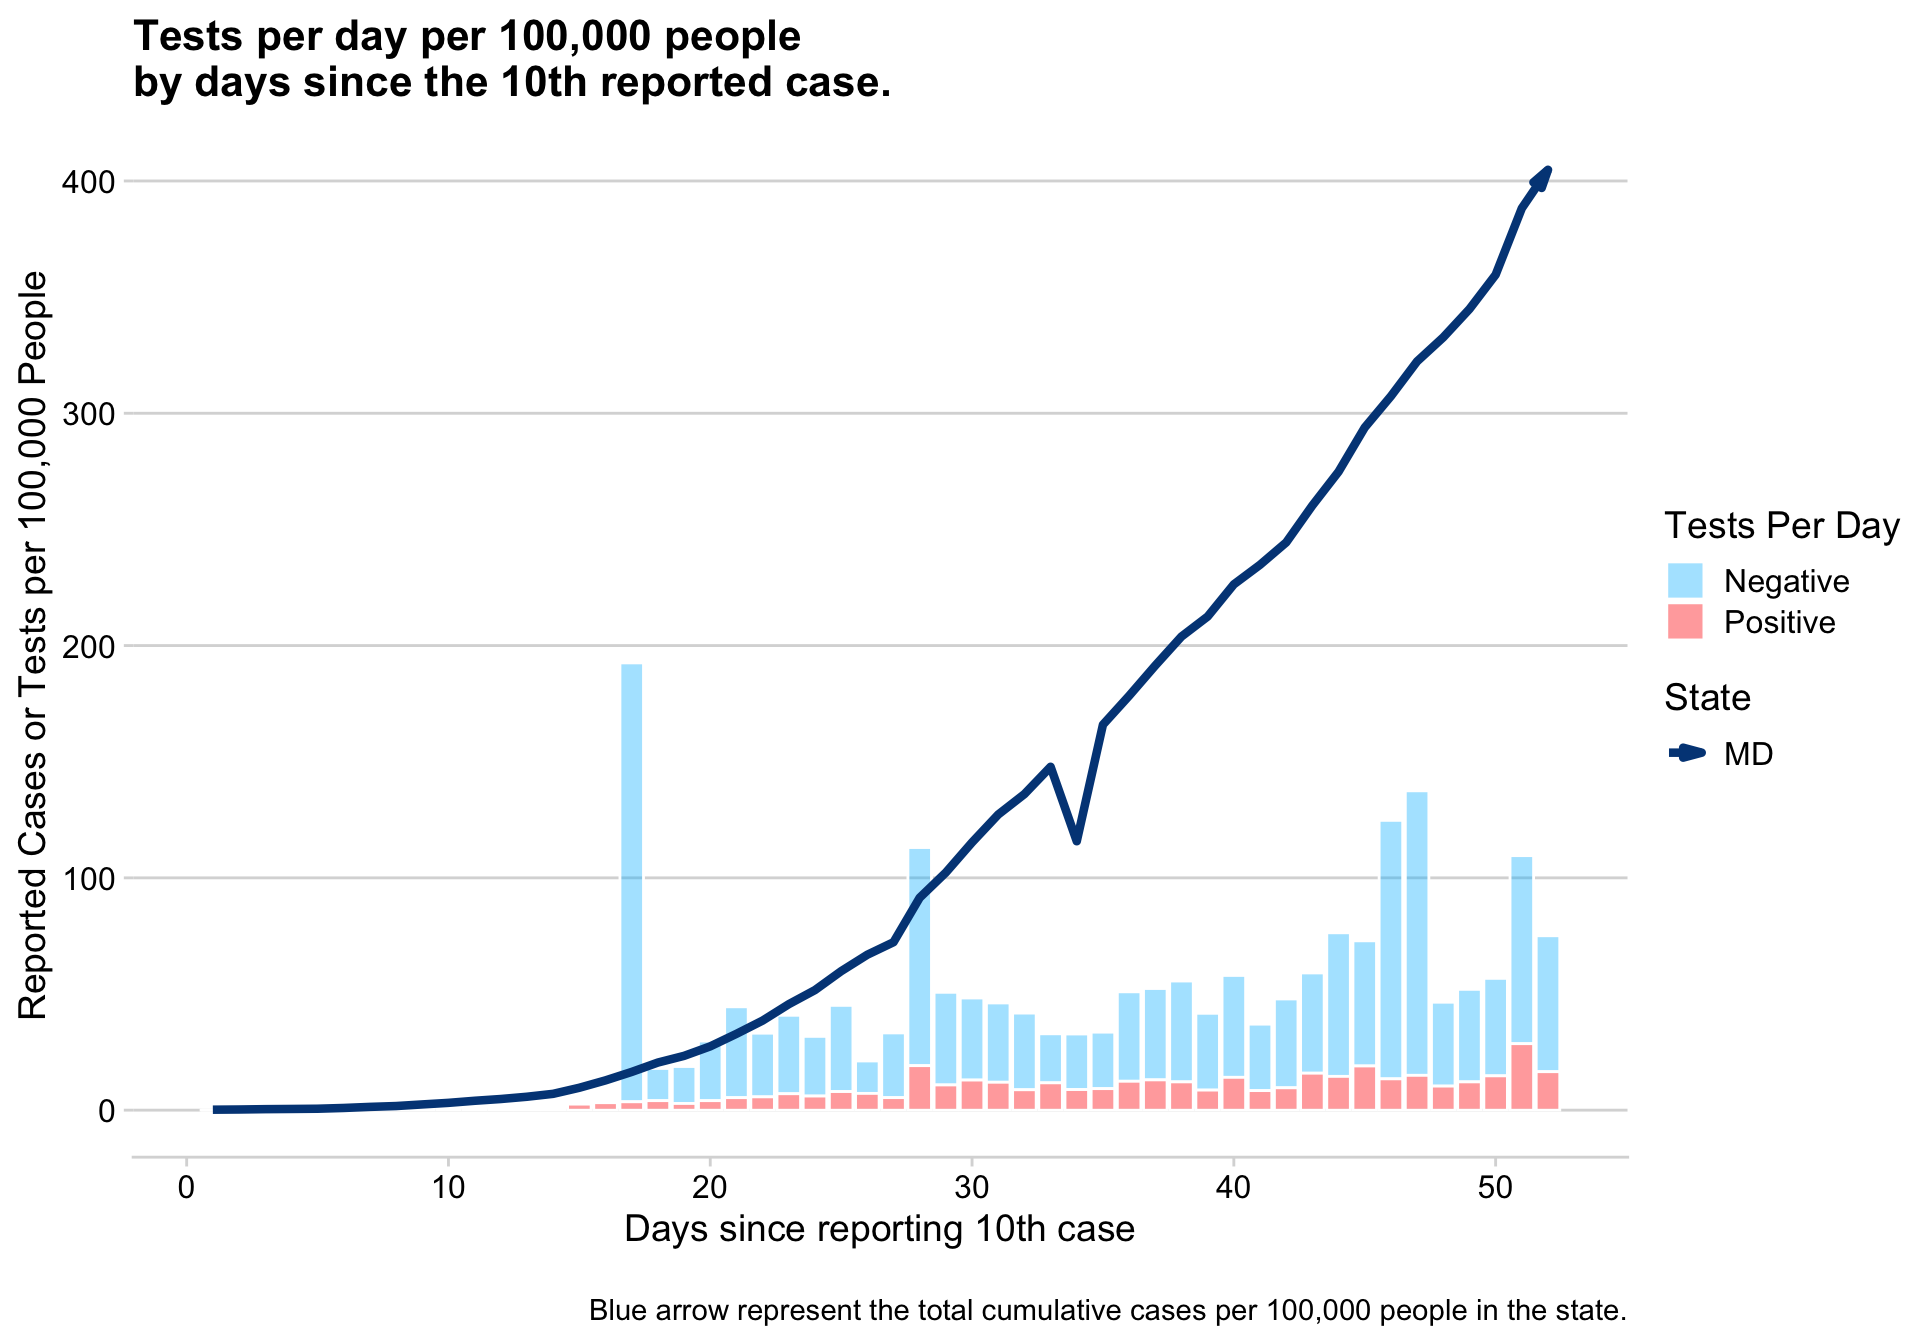 Tests per day per 100,000 people
by days since the 10th reported case.
Reported Cases or Tests per 100,000 People
400
300
200
100
0
0
10
20
30
40
50
Days since reporting 10th case
Tests Per Day
Negative
Positive
State
MD
Blue arrow represent the total cumulative cases per 100,000 people in the state.